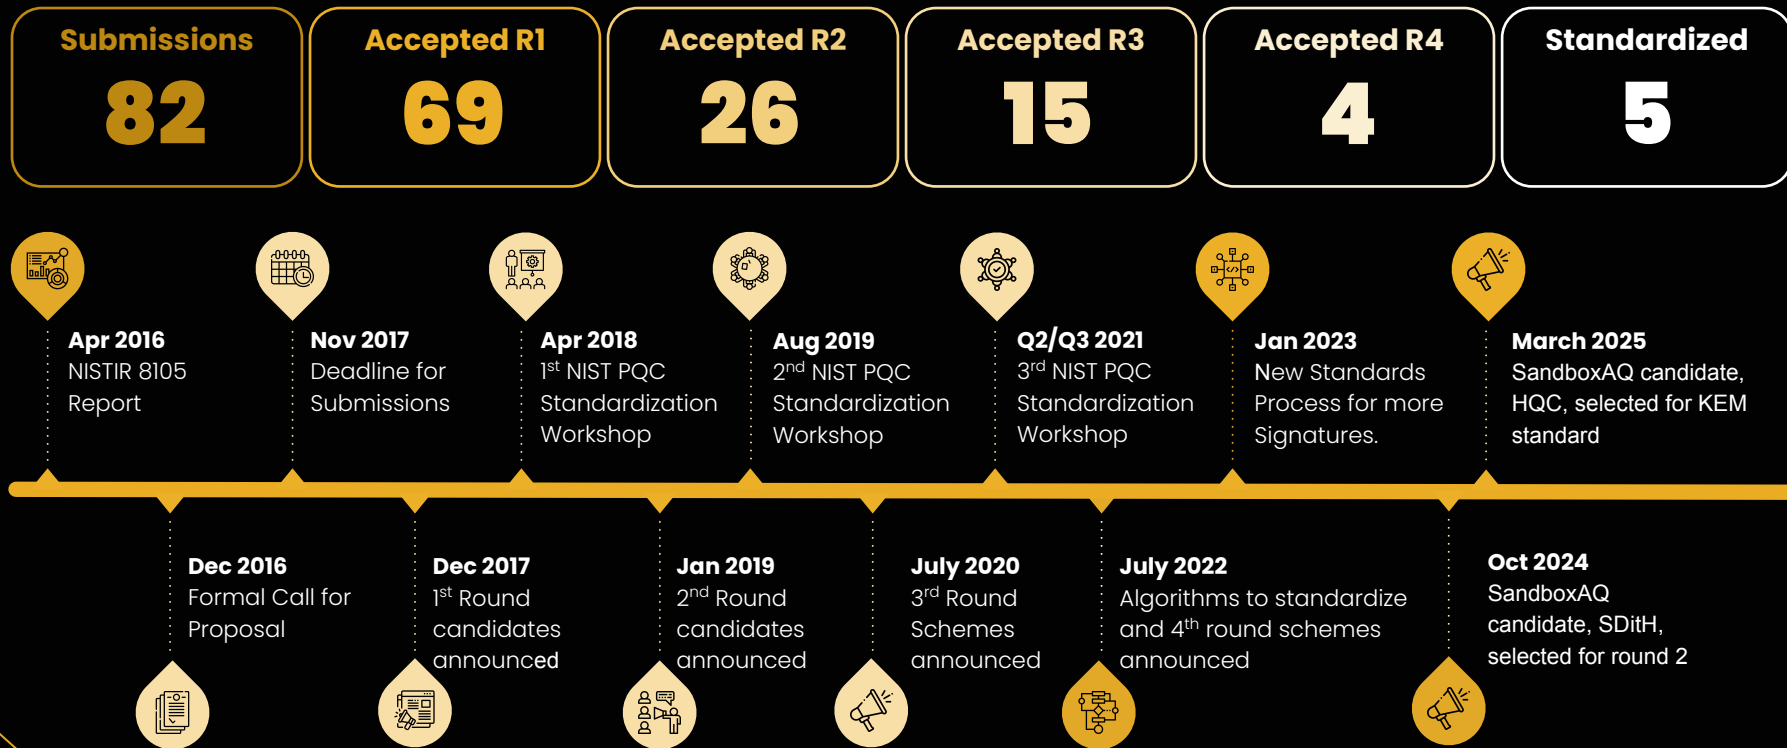 Submissions
82
Accepted R1
69
Accepted R2
26
Accepted R3
15
Accepted R4
4
Standardized
5
Apr 2016
NISTIR 8105
Report
Nov 2017
Deadline for
Submissions
Apr 2018
1st NIST PQC
Standardization
Workshop
Aug 2019
2nd NIST PQC
Standardization
Workshop
Q2/Q3 2021
3rd NIST PQC
Standardization
Workshop
Jan 2023
New Standards
Process for more
Signatures.
March 2025
SandboxAQ candidate,
HQC, selected for KEM
standard
Dec 2016
Formal Call for
Proposal
Dec 2017
1st Round
candidates
announced
Jan 2019
2nd Round
candidates
announced
July 2020
3rd Round
Schemes
announced
July 2022
Algorithms to standardize
and 4th round schemes
announced
Oct 2024
SandboxAQ
candidate, SDitH,
selected for round 2